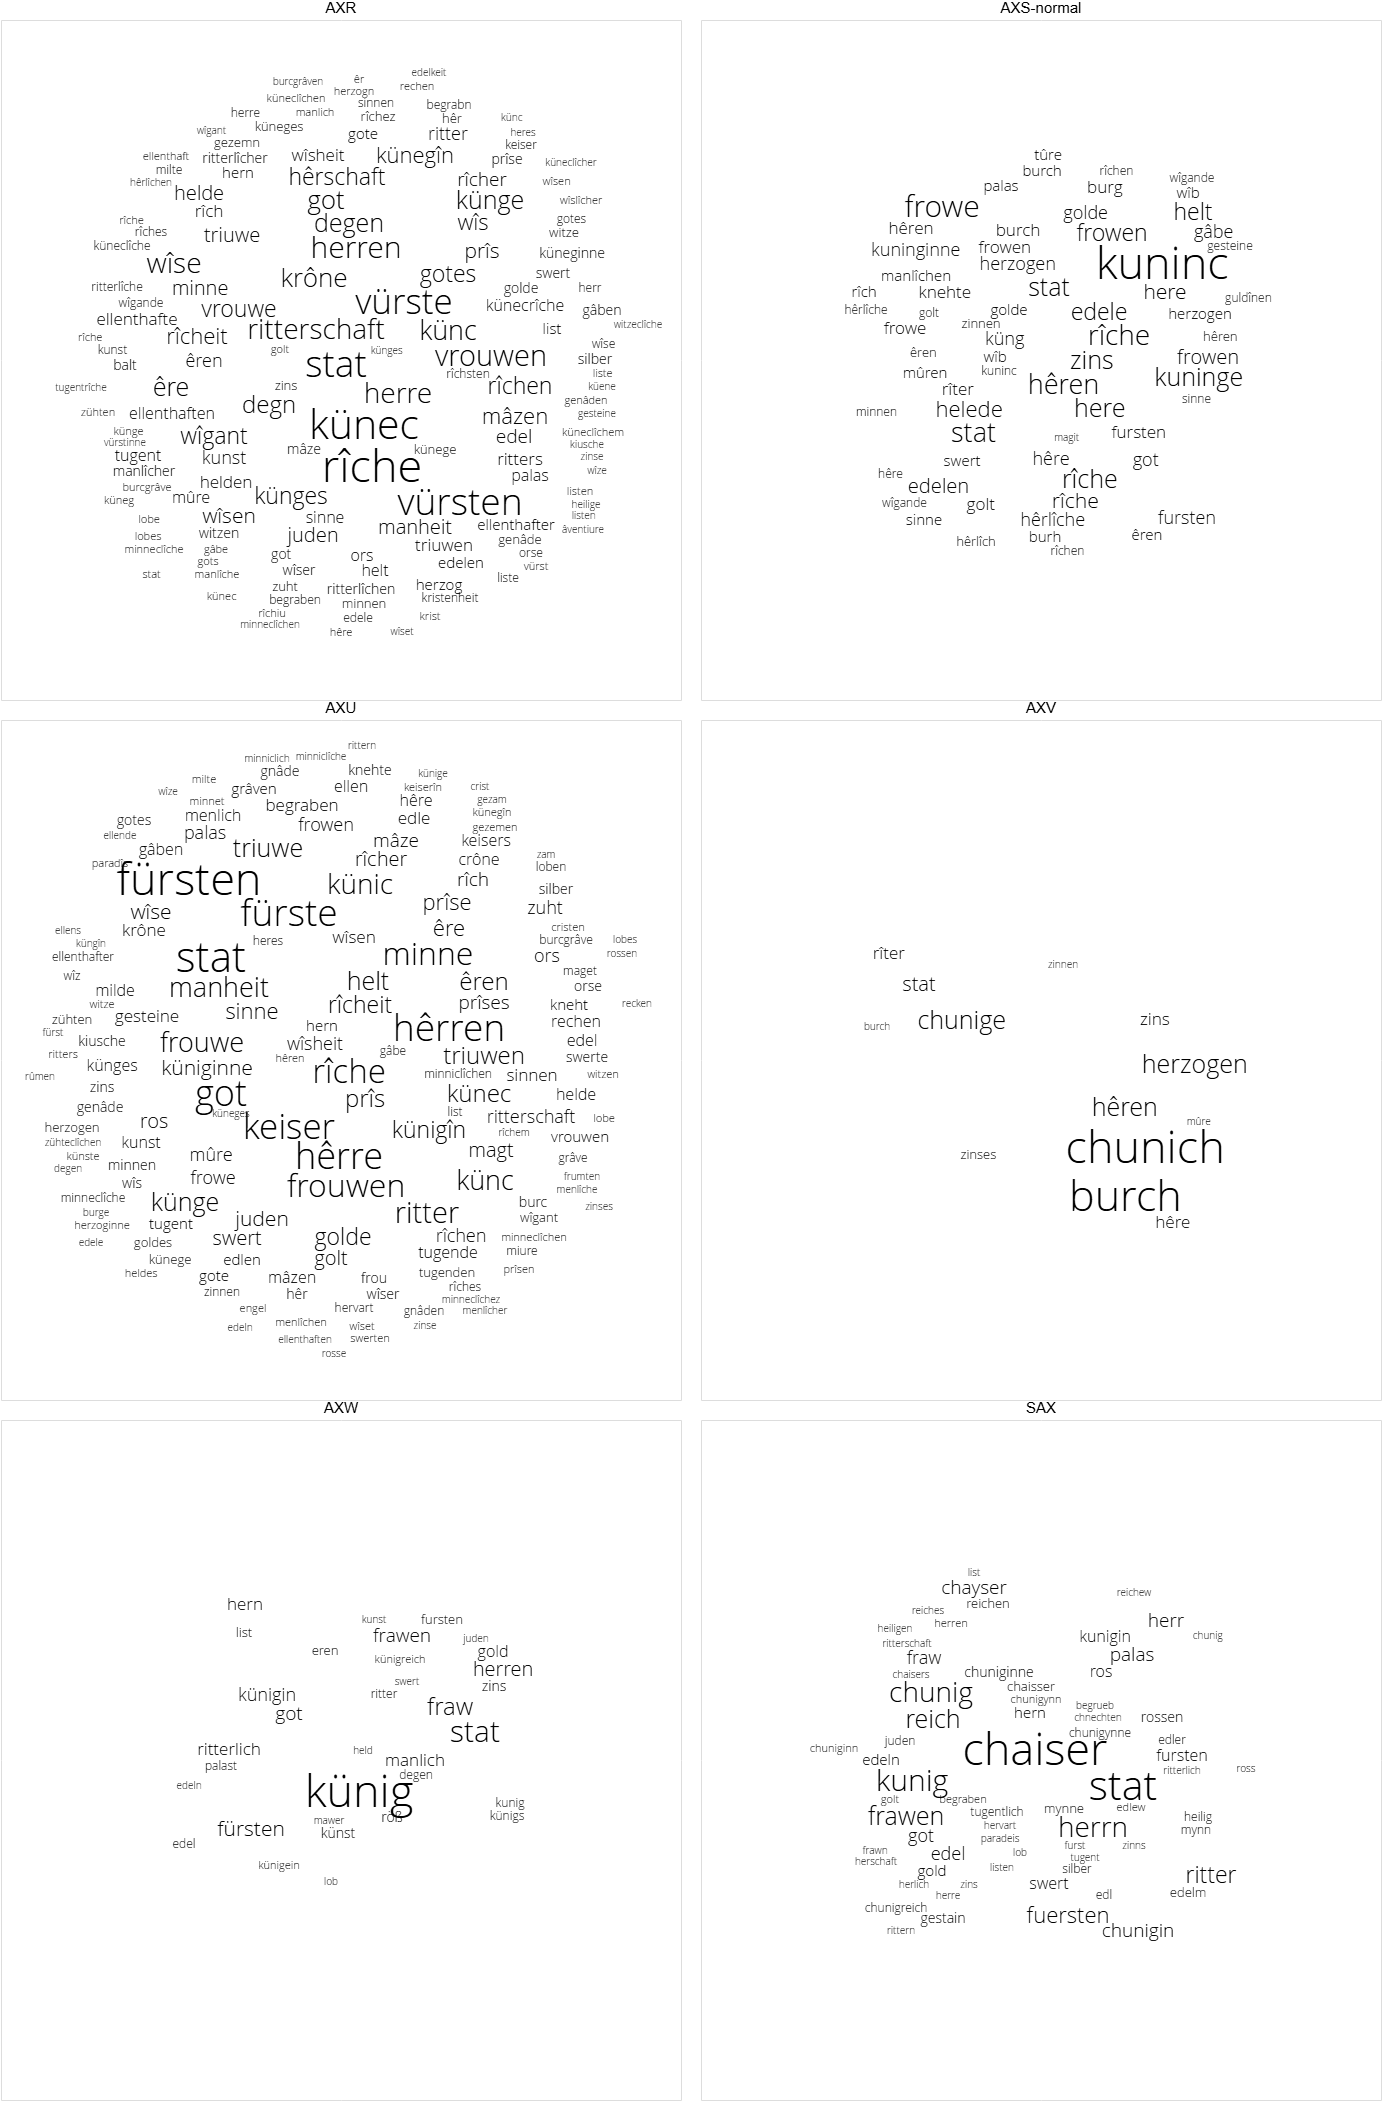 AXR
edelkeit
burcgrâven êr rechen
herzogn
küneclîchen sinnen begrabn
herre manlich rîchez hêr künc
wîgant küneges gote ritter heres
gezemn keiser
ellenthaft ritterlîcher wîsheit künegîn prîse küneclîcher
milte hern hêrschaft
hêrlîchen helde rîcher wîsen
rîch got künge wîslîcher
rîche degen wîs gotes
rîches triuwe witze
küneclîche herren prîs küneginne
wîse krône gotes swert
ritterlîche minne golde herr
wîgande vrouwe vürste künecrîche gâben
ellenthafte ritterschaft künc list witzeclîche
rîche rîcheit
kunst golt künges wîse
balt êren stat vrouwen silber
rîchsten liste
tugentrîche êre zins herre rîchen küene
degn genâden
zühten ellenthaften mâzen gesteine
künge wîgant künec edel küneclîchem
vürstinne kiusche
tugent kunst mâze künege ritters zinse
manlîcher rîche palas wîze
burcgrâve helden
küneg mûre künges vürsten listen
heilige
lobe wîsen sinne manheit ellenthafter listen
lobes witzen juden genâde âventiure
minneclîche gâbe got ors triuwen orse
gots edelen vürst
stat manlîche wîser helt liste
künec zuht ritterlîchen herzog
begraben minnen kristenheit
rîchiu edele krist
minneclîchen
hêre wîset
AXS-normal
tûre
burch rîchen
palas burg wîgande
wîb
frowe golde helt
hêren burch frowen gâbe
kuninginne frowen gesteine
herzogen kuninc
manlîchen stat
rîch knehte here guldînen
hêrlîche golt golde edele herzogen
frowe zinnen rîche
küng hêren
êren wîb zins frowen
mûren kuninc kuninge
rîter hêren sinne
minnen helede here
stat magit fursten
swert hêre got
hêre rîche
edelen
wîgande golt rîche
sinne hêrlîche fursten
burh êren
hêrlîch rîchen
AXU
rittern
minniclich minniclîche
gnâde knehte künige
milte ellen keiserîn crist
wîze grâven
minnet begraben hêre gezam
menlich künegîn
gotes frowen edle gezemen
ellende palas mâze keisers
gâben triuwe rîcher crône zam
paradîs loben
fürsten künic rîch silber
wîse fürste prîse zuht
krône êre cristen
ellens heres wîsen burcgrâve lobes
küngîn
ellenthafter stat minne ors rossen
wîz manheit helt êren maget
milde orse
witze rîcheit prîses kneht recken
zühten gesteine sinne rechen
fürst hern hêrren
kiusche frouwe wîsheit edel
ritters hêren gâbe triuwen swerte
künges küniginne rîche minniclîchen sinnen witzen
rûmen
zins got prîs künec helde
genâde küneges list ritterschaft lobe
herzogen ros keiser künigîn rîchem vrouwen
zühteclîchen kunst
künste mûre hêrre magt grâve
degen minnen
wîs frowe frouwen künc frumten
menlîche
minneclîche künge burc zinses
burge ritter wîgant
herzoginne tugent juden
edele goldes swert golde rîchen minneclîchen
künege edlen golt tugende miure
heldes gote mâzen frou tugenden prîsen
zinnen hêr wîser rîches
minneclîchez
engel hervart gnâden menlîcher
edeln menlîchen wîset zinse
ellenthaften swerten
rosse
AXV
rîter zinnen
stat
burch chunige zins
herzogen
hêren
mûre
chunich
zinses
burch
hêre
AXW
hern
kunst fursten
list frawen juden
eren gold
künigreich herren
swert zins
künigin ritter
got fraw
stat
ritterlich held
palast manlich
degen
edeln künig kunig
mawer röß künigs
fürsten künst
edel
künigein
lob
SAX
list
chayser reichew
reichen
reiches
heiligen herren herr
ritterschaft kunigin chunig
fraw palas
chaisers chuniginne ros
chaisser
chunig chunigynn
hern begrueb
reich chnechten rossen
chunigynne
juden edler
chuniginn chaiser
edeln fursten
kunig stat ritterlich ross
golt begraben
frawen tugentlich mynne edlew heilig
hervart herrn mynn
got paradeis
frawn edel lob furst zinns
herschaft tugent
gold listen silber
ritter
herlich zins swert
herre edl edelm
chunigreich
gestain fuersten
rittern chunigin